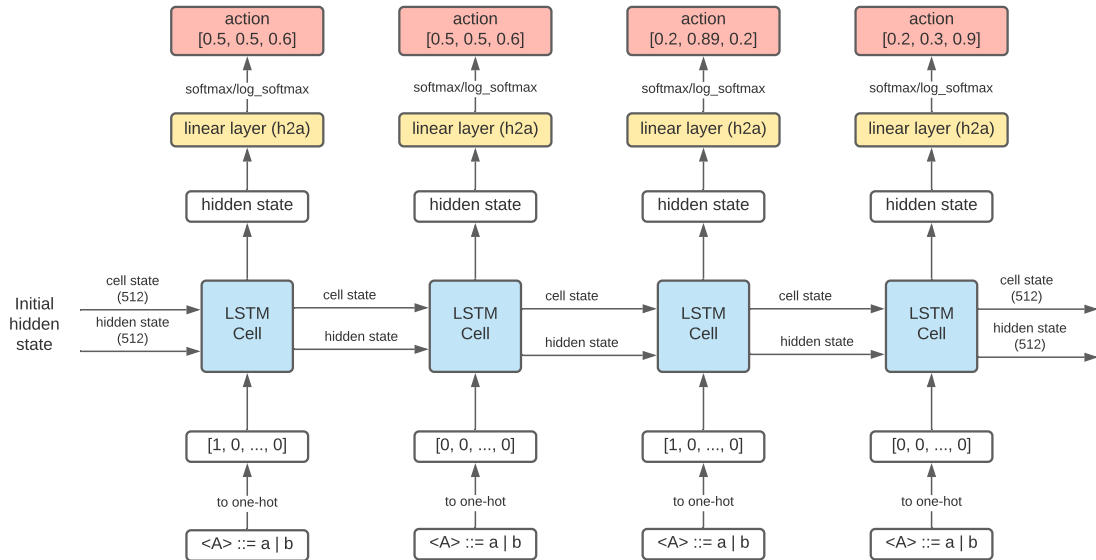 action
[0.5, 0.5, 0.6]
action
[0.5, 0.5, 0.6]
action
[0.2, 0.89, 0.2]
action
[0.2, 0.3, 0.9]
softmax/log_softmax
softmax/log_softmax
softmax/log_softmax
softmax/log_softmax
linear layer (h2a)
linear layer (h2a)
linear layer (h2a)
linear layer (h2a)
hidden state
hidden state
hidden state
hidden state
Initial
hidden
state
cell state
(512)
hidden state
(512)
LSTM
Cell
cell state
hidden state
LSTM
Cell
cell state
hidden state
LSTM
Cell
cell state
hidden state
LSTM
Cell
cell state
(512)
hidden state
(512)
[1, 0, ..., 0]
[0, 0, ..., 0]
[1, 0, ..., 0]
[0, 0, ..., 0]
to one-hot
to one-hot
to one-hot
to one-hot
<A> ::= a | b
<A> ::= a | b
<A> ::= a | b
<A> ::= a | b